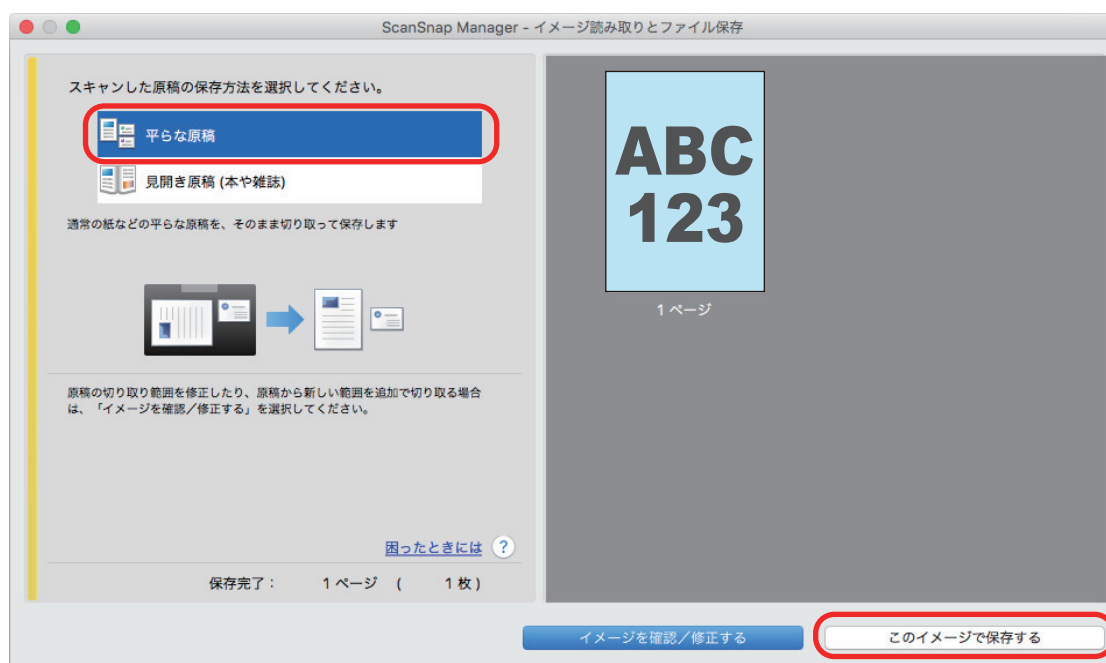 ScanSnap Manager - イメージ読み取りとファイル保存
スキャンした原稿の保存方法を選択してください。
平らな原稿
見開き原稿 (本や雑誌)
通常の紙などの平らな原稿を、そのまま切り取って保存します
原稿の切り取り範囲を修正したり、原稿から新しい範囲を追加で切り取る場合
は、「イメージを確認／修正する」を選択してください。
困ったときには ?
保存完了： 1 ページ ( 1 枚 )
ABC
123
1 ページ
イメージを確認／修正する
このイメージで保存する